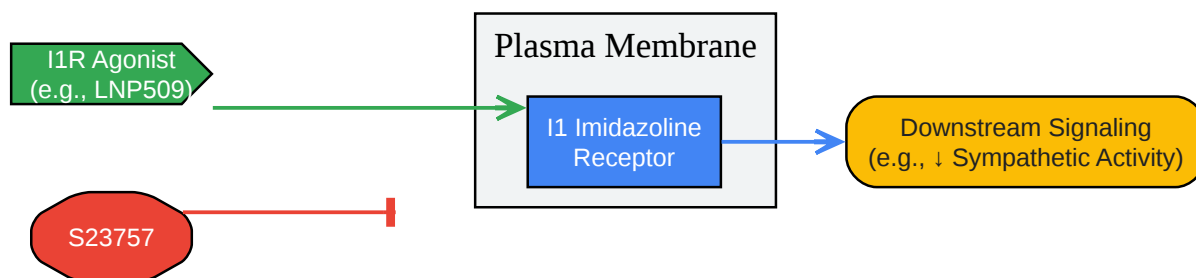 I1R Agonist
(e.g., LNP509)
Plasma Membrane
I1 Imidazoline
Receptor
Downstream Signaling
(e.g., ↓ Sympathetic Activity)
S23757